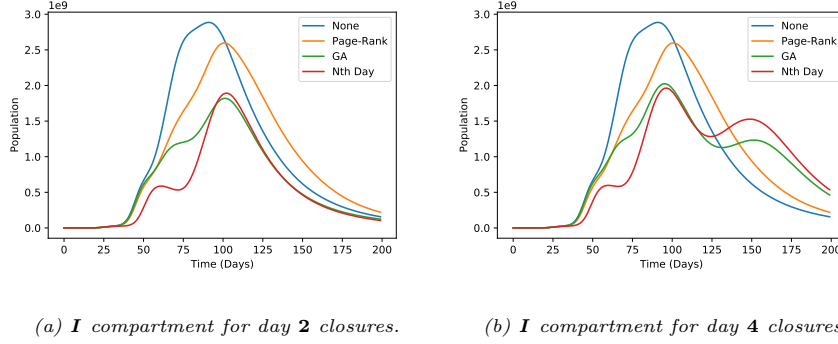 1e9
3.0
2.5
2.0
1.5
1.0
0.5
0.0
Population
0
25
50
75
100
125
150
175
200
Time (Days)
None
Page-Rank
GA
Nth Day
(a) I compartment for day 2 closures.
1e9
3.0
2.5
2.0
1.5
1.0
0.5
0.0
Population
0
25
50
75
100
125
150
175
200
Time (Days)
None
Page-Rank
GA
Nth Day
(b) I compartment for day 4 closure